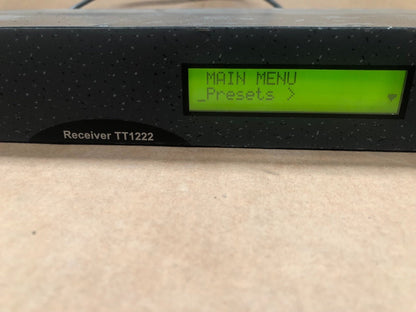 MAIN MENU
_Presets >
Receiver TT1222